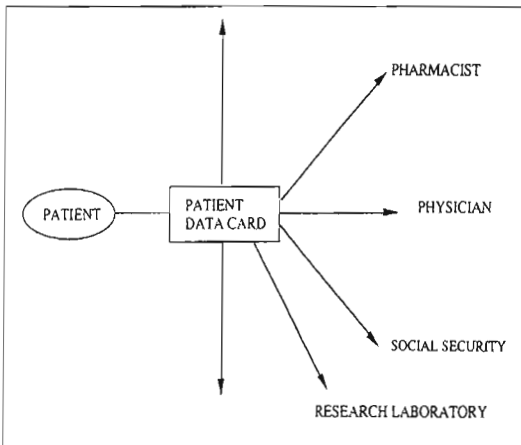 PHARMACIST
PATIENT
PATIENT
DATA CARD
PHYSICIAN
SOCIAL SECURITY
RESEARCH LABORATORY